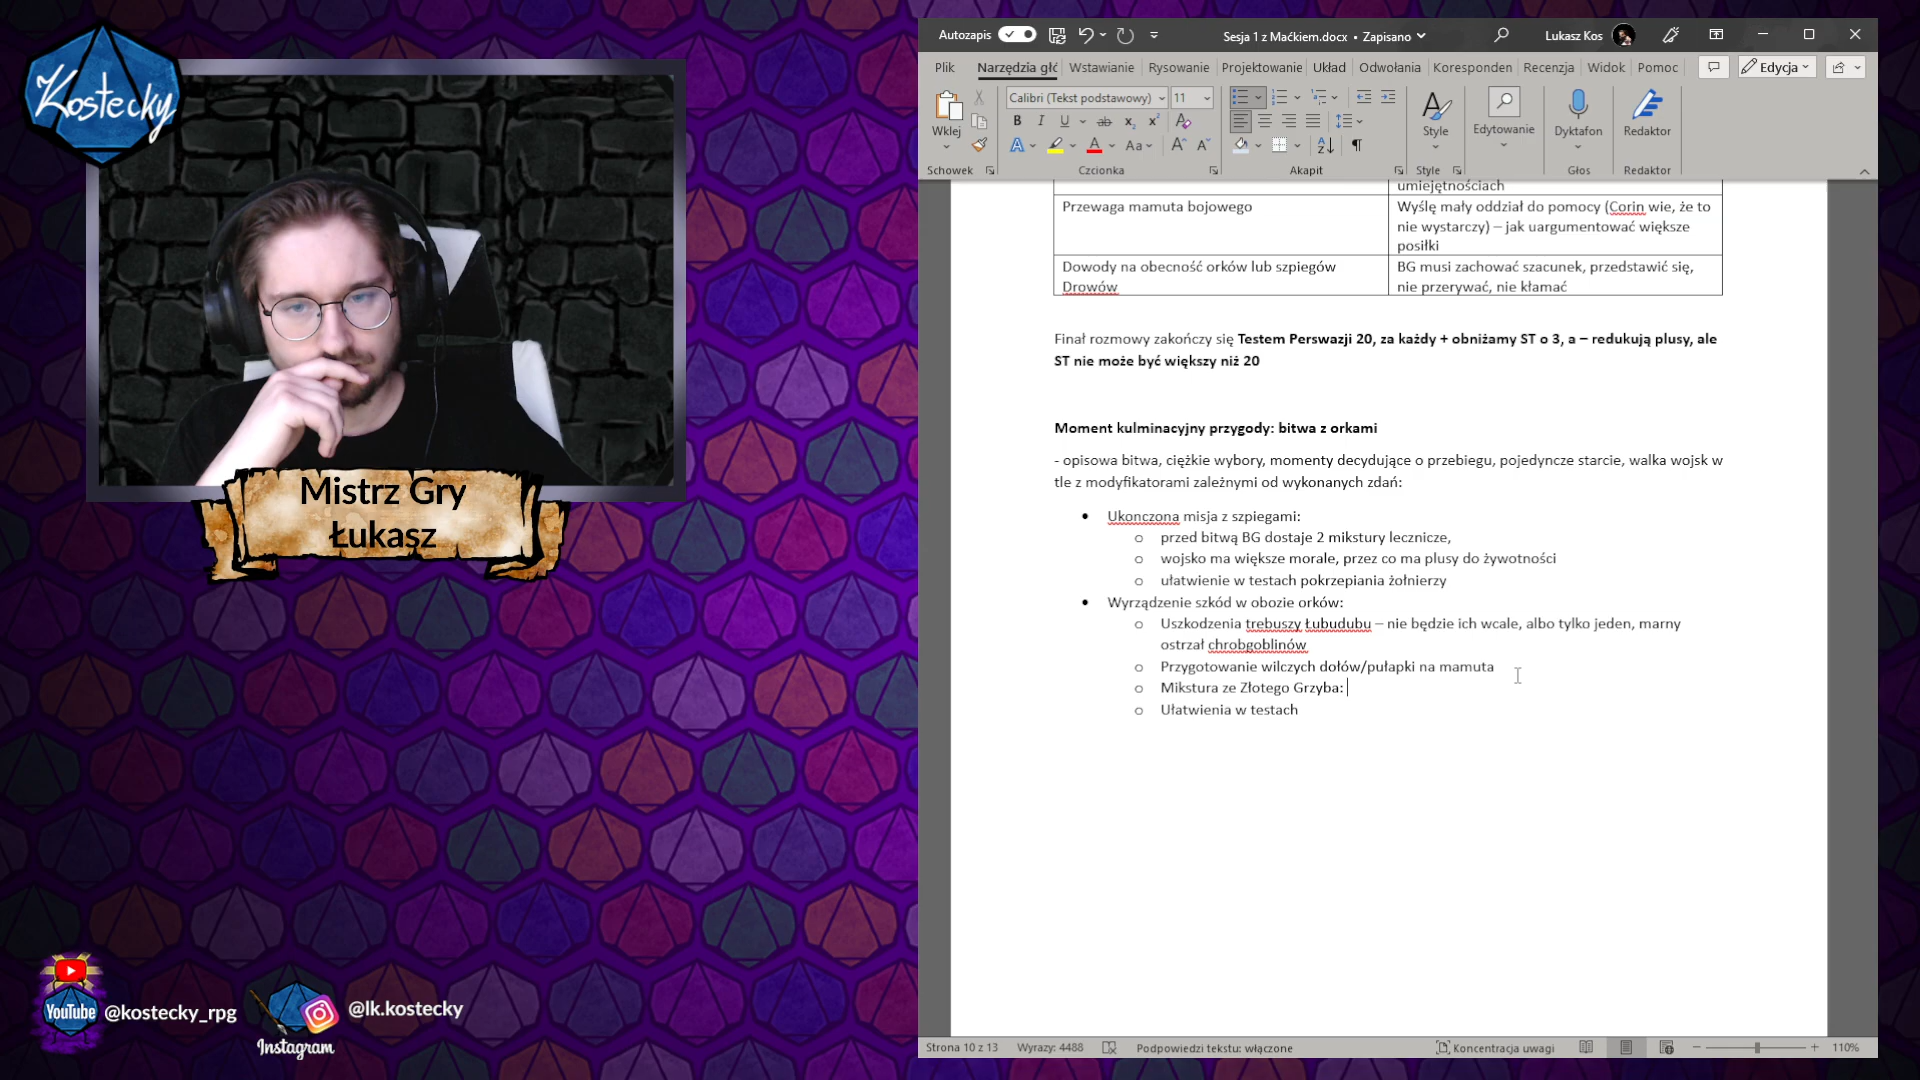 Kostecky
Mistrz Gry
Łukasz
YouTube
@kostecky_rpg
Instagram
@lk.kostecky
Autozapis
Sesja 1 z Maćkiem.docx • Zapisano
Lukasz Kos
Plik
Narzędzia głć
Wstawianie
Rysowanie
Projektowanie
Układ
Odwołania
Koresponden
Recenzja
Widok
Pomoc
Edycja
Wklej
Schowek
Calibri (Tekst podstawowy)
11
Czcionka
Akapit
Style
Style
Edytowanie
Dyktafon
Głos
Redaktor
Redaktor
umiejętnościach
Przewaga mamuta bojowego
Wyślę mały oddział do pomocy (Corin wie, że to
nie wystarczy) – jak uargumentować większe
posiłki
Dowody na obecność orków lub szpiegów
Drowów
BG musi zachować szacunek, przedstawić się,
nie przerywać, nie kłamać
Finał rozmowy zakończy się Testem Perswazji 20, za każdy + obniżamy ST o 3, a – redukują plusy, ale
ST nie może być większy niż 20
Moment kulminacyjny przygody: bitwa z orkami
- opisowa bitwa, ciężkie wybory, momenty decydujące o przebiegu, pojedyncze starcie, walka wojsk w
tle z modyfikatorami zależnymi od wykonanych zdań:
• Ukonczona misja z szpiegami:
o przed bitwą BG dostaje 2 mikstury lecznicze,
o wojsko ma większe morale, przez co ma plusy do żywotności
o ułatwienie w testach pokrzepiania żołnierzy
• Wyrządzenie szkód w obozie orków:
o Uszkodzenia trebuszy Łubudubu – nie będzie ich wcale, albo tylko jeden, marny
ostrzał chrobgoblinów
o Przygotowanie wilczych dołów/pułapki na mamuta
o Mikstura ze Złotego Grzyba:
o Ułatwienia w testach
Strona 10 z 13
Wyrazy: 4488
Podpowiedzi tekstu: włączone
Koncentracja uwagi
110%